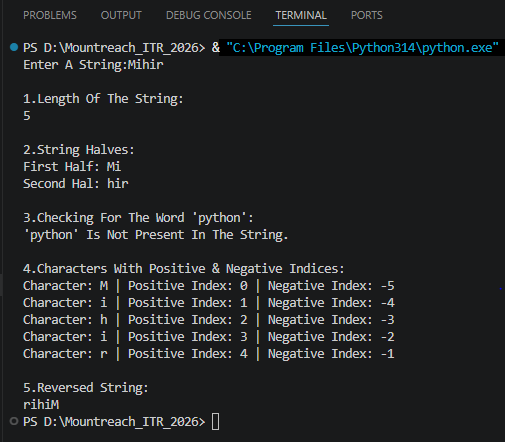 PROBLEMS OUTPUT DEBUG CONSOLE TERMINAL PORTS
PS D:\Mountreach_ITR_2026> & "C:\Program Files\Python314\python.exe"
Enter A String:Mihir
1.Length Of The String:
5
2.String Halves:
First Half: Mi
Second Hal: hir
3.Checking For The Word 'python':
'python' Is Not Present In The String.
4.Characters With Positive & Negative Indices:
Character: M | Positive Index: 0 | Negative Index: -5
Character: i | Positive Index: 1 | Negative Index: -4
Character: h | Positive Index: 2 | Negative Index: -3
Character: i | Positive Index: 3 | Negative Index: -2
Character: r | Positive Index: 4 | Negative Index: -1
5.Reversed String:
rihiM
PS D:\Mountreach_ITR_2026>